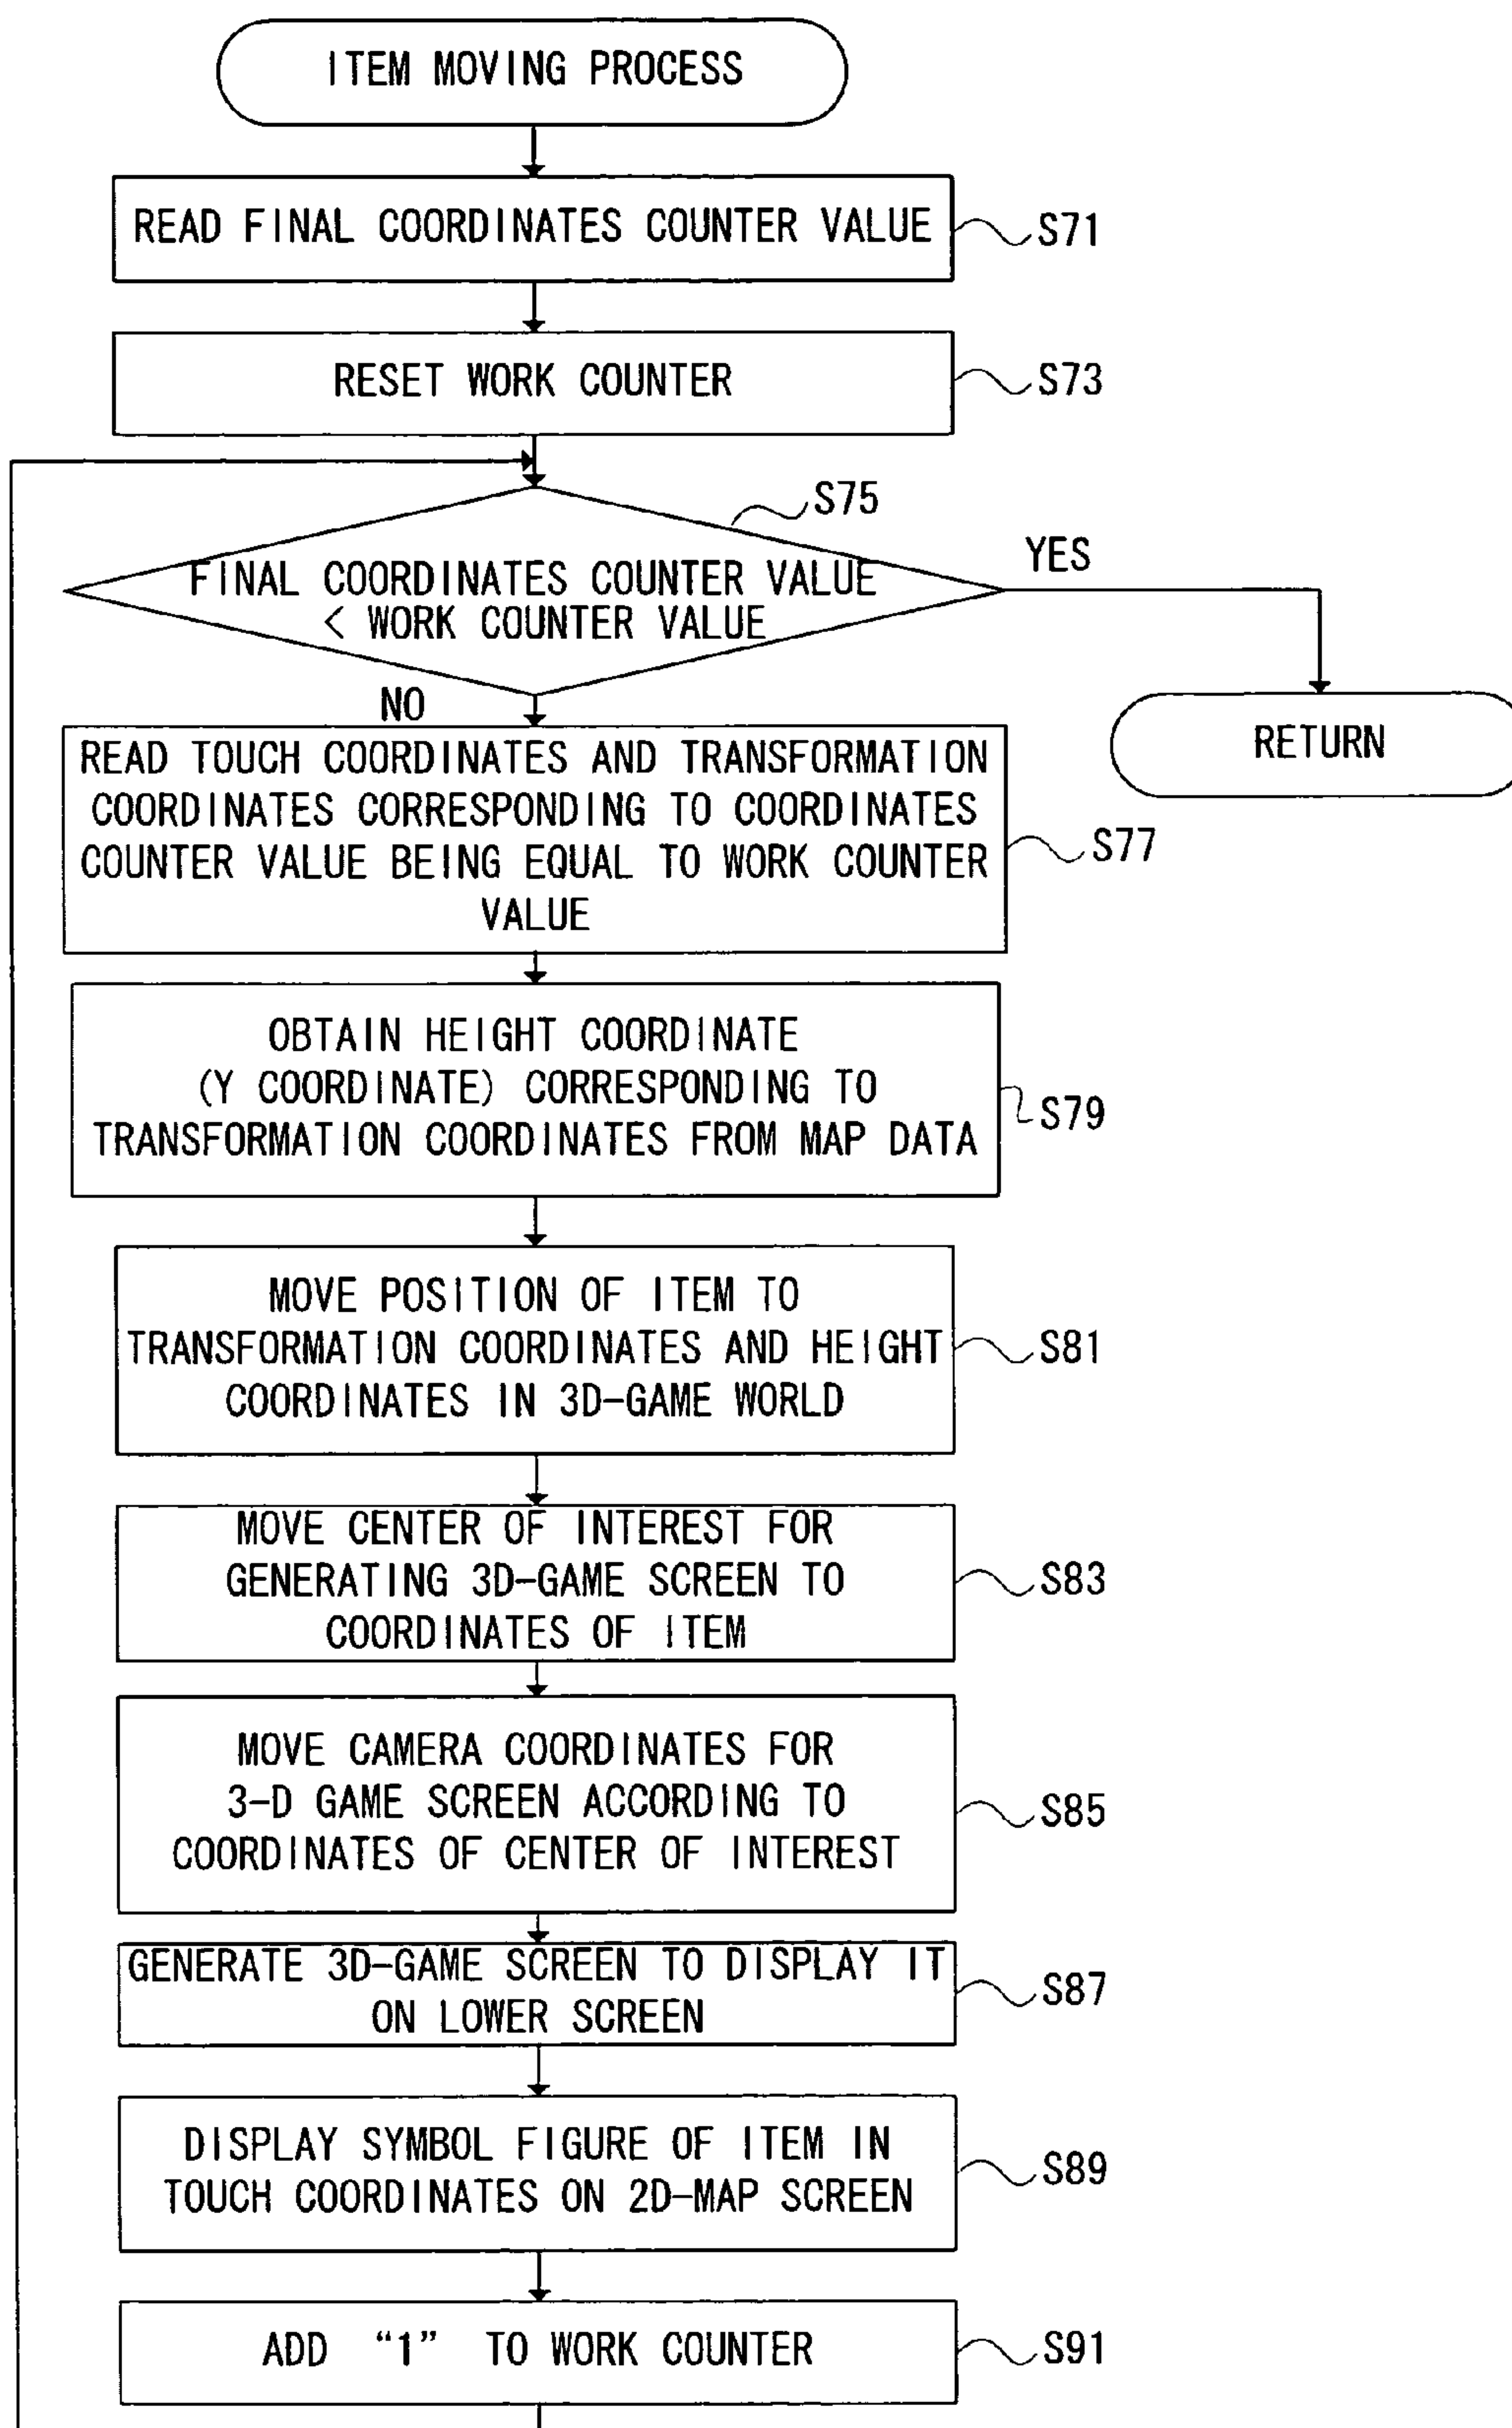 ITEM MOVING PROCESS
READ FINAL COORDINATES COUNTER VALUE
S71
RESET WORK COUNTER
S73
S75
FINAL COORDINATES COUNTER VALUE
< WORK COUNTER VALUE
YES
NO
RETURN
READ TOUCH COORDINATES AND TRANSFORMATION
COORDINATES CORRESPONDING TO COORDINATES
COUNTER VALUE BEING EQUAL TO WORK COUNTER
VALUE
S77
OBTAIN HEIGHT COORDINATE
(Y COORDINATE) CORRESPONDING TO
TRANSFORMATION COORDINATES FROM MAP DATA
S79
MOVE POSITION OF ITEM TO
TRANSFORMATION COORDINATES AND HEIGHT
COORDINATES IN 3D-GAME WORLD
S81
MOVE CENTER OF INTEREST FOR
GENERATING 3D-GAME SCREEN TO
COORDINATES OF ITEM
S83
MOVE CAMERA COORDINATES FOR
3-D GAME SCREEN ACCORDING TO
COORDINATES OF CENTER OF INTEREST
S85
GENERATE 3D-GAME SCREEN TO DISPLAY IT
ON LOWER SCREEN
S87
DISPLAY SYMBOL FIGURE OF ITEM IN
TOUCH COORDINATES ON 2D-MAP SCREEN
S89
ADD “1” TO WORK COUNTER
S91